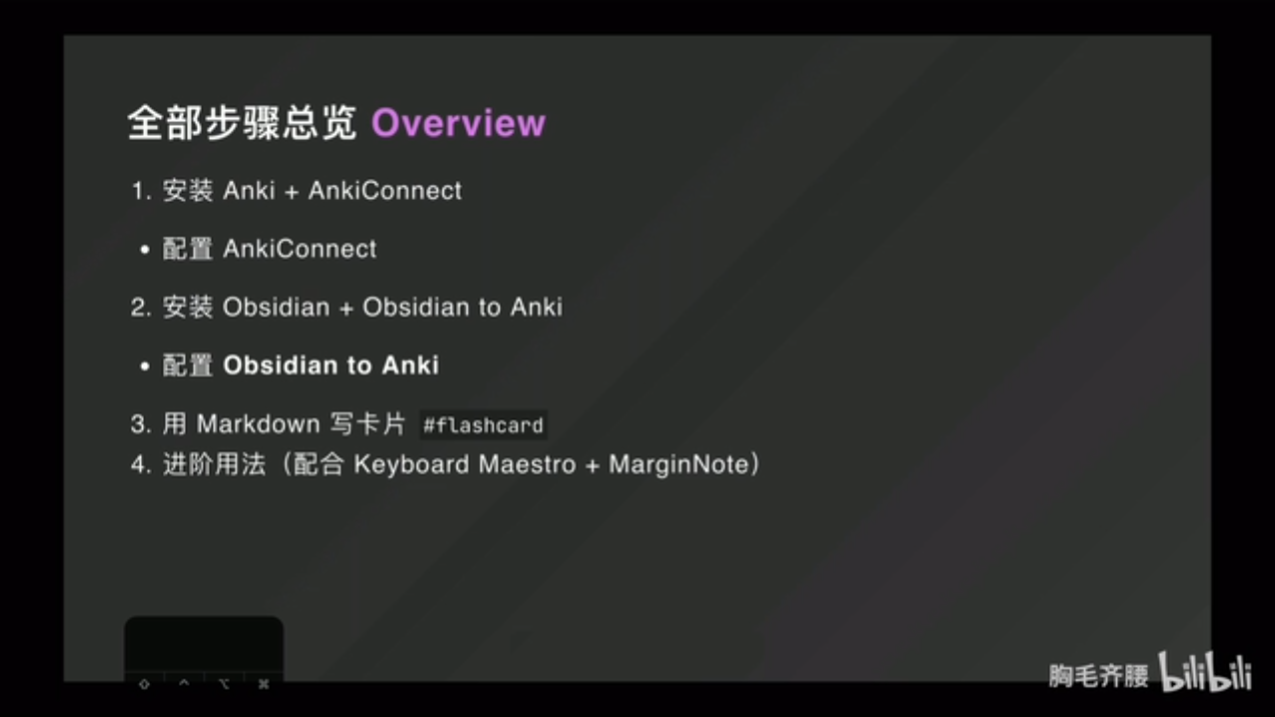 全部步骤总览 Overview
1. 安装 Anki + AnkiConnect
• 配置 AnkiConnect
2. 安装 Obsidian + Obsidian to Anki
• 配置 Obsidian to Anki
3. 用 Markdown 写卡片 #flashcard
4. 进阶用法（配合 Keyboard Maestro + MarginNote）
⇧ ^ ⌥ ⌘
胸毛齐腰 bilibili